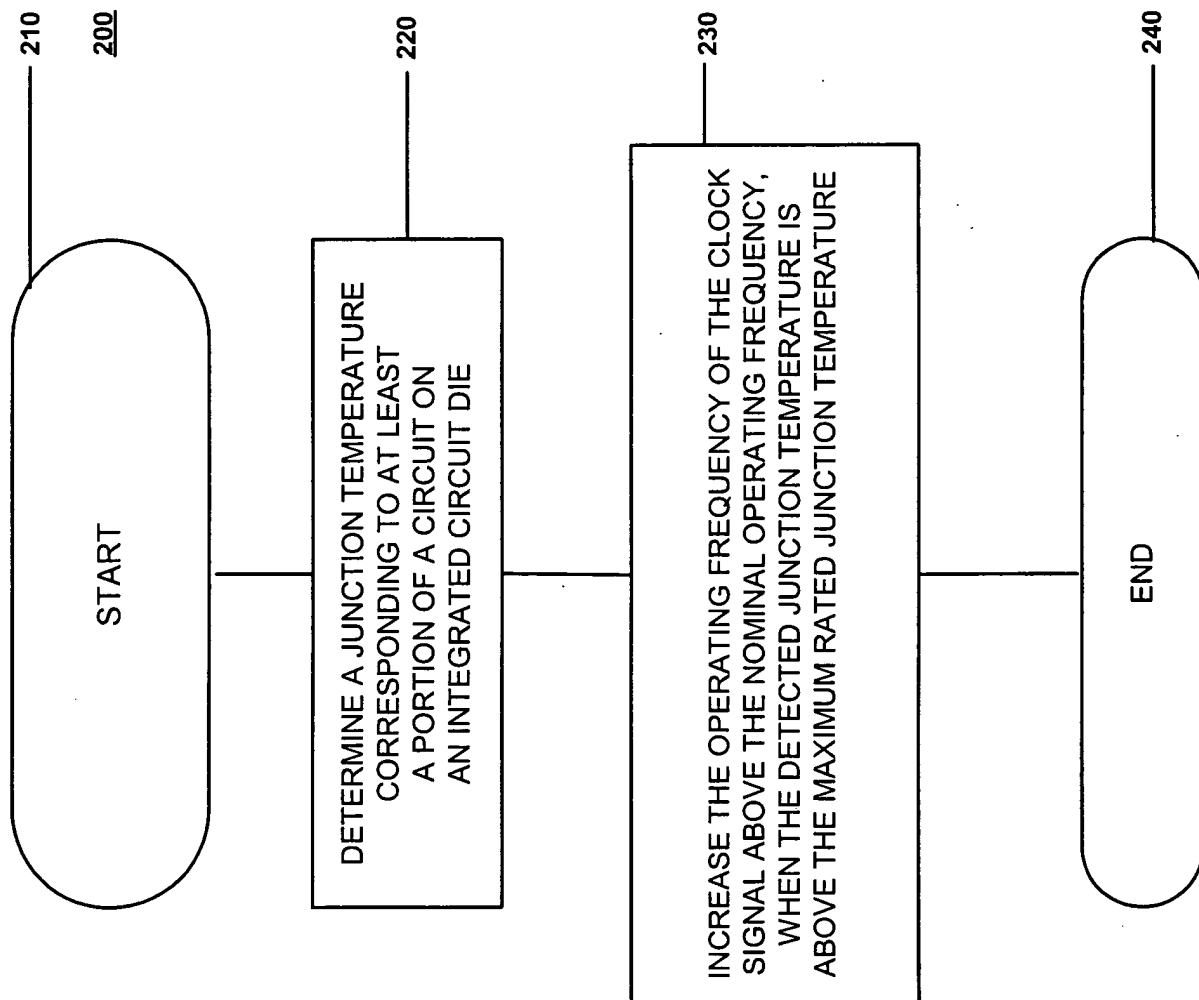 210
200
START
DETERMINE A JUNCTION TEMPERATURE
CORRESPONDING TO AT LEAST
A PORTION OF A CIRCUIT ON
AN INTEGRATED CIRCUIT DIE
220
INCREASE THE OPERATING FREQUENCY OF THE CLOCK
SIGNAL ABOVE THE NOMINAL OPERATING FREQUENCY,
WHEN THE DETECTED JUNCTION TEMPERATURE IS
ABOVE THE MAXIMUM RATED JUNCTION TEMPERATURE
230
END
240